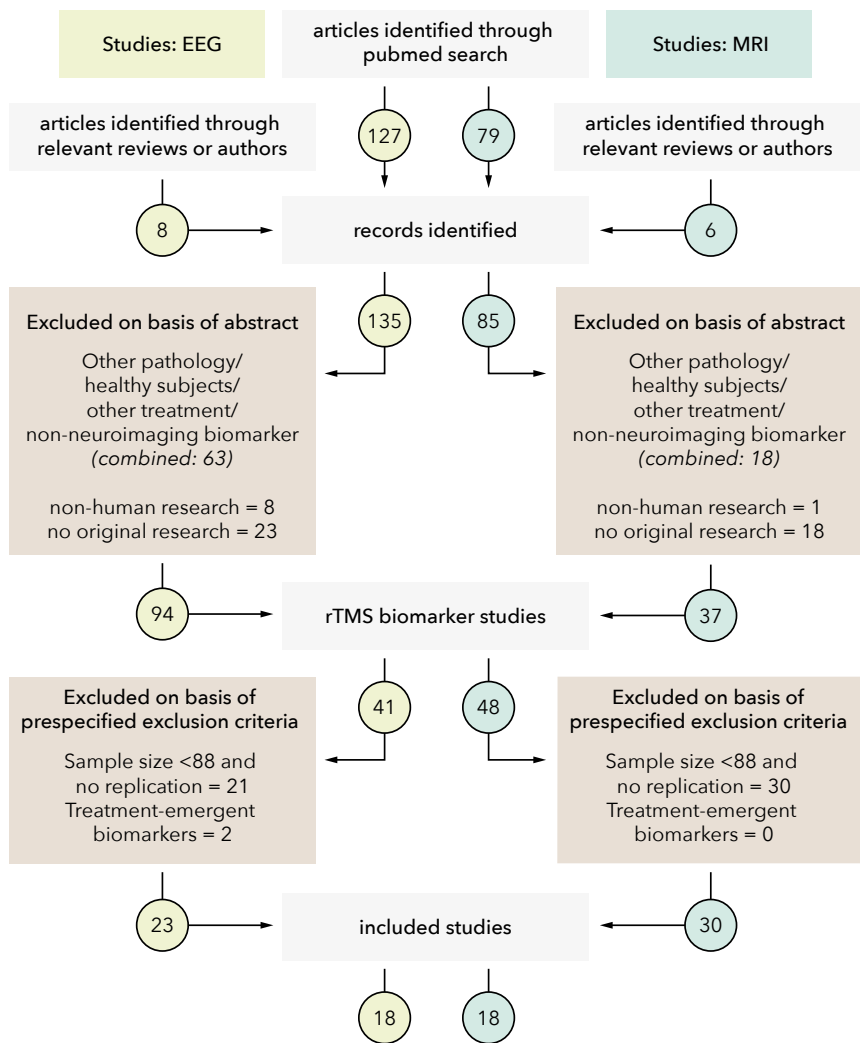 Studies: EEG
articles identified through
pubmed search
Studies: MRI
articles identified through
relevant reviews or authors
127
79
articles identified through
relevant reviews or authors
8
records identified
6
Excluded on basis of abstract
Other pathology/
healthy subjects/
other treatment/
non-neuroimaging biomarker
(combined: 63)
non-human research = 8
no original research = 23
135
85
Excluded on basis of abstract
Other pathology/
healthy subjects/
other treatment/
non-neuroimaging biomarker
(combined: 18)
non-human research = 1
no original research = 18
94
rTMS biomarker studies
37
Excluded on basis of
prespecified exclusion criteria
Sample size <88 and
no replication = 21
Treatment-emergent
biomarkers = 2
41
48
Excluded on basis of
prespecified exclusion criteria
Sample size <88 and
no replication = 30
Treatment-emergent
biomarkers = 0
23
included studies
30
18
18